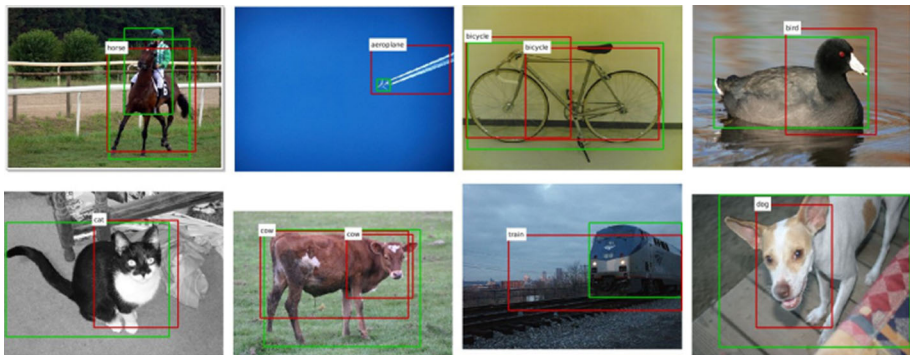 horse
aeroplane
bicycle
bicycle
bird
cat
cow
cow
train
dog